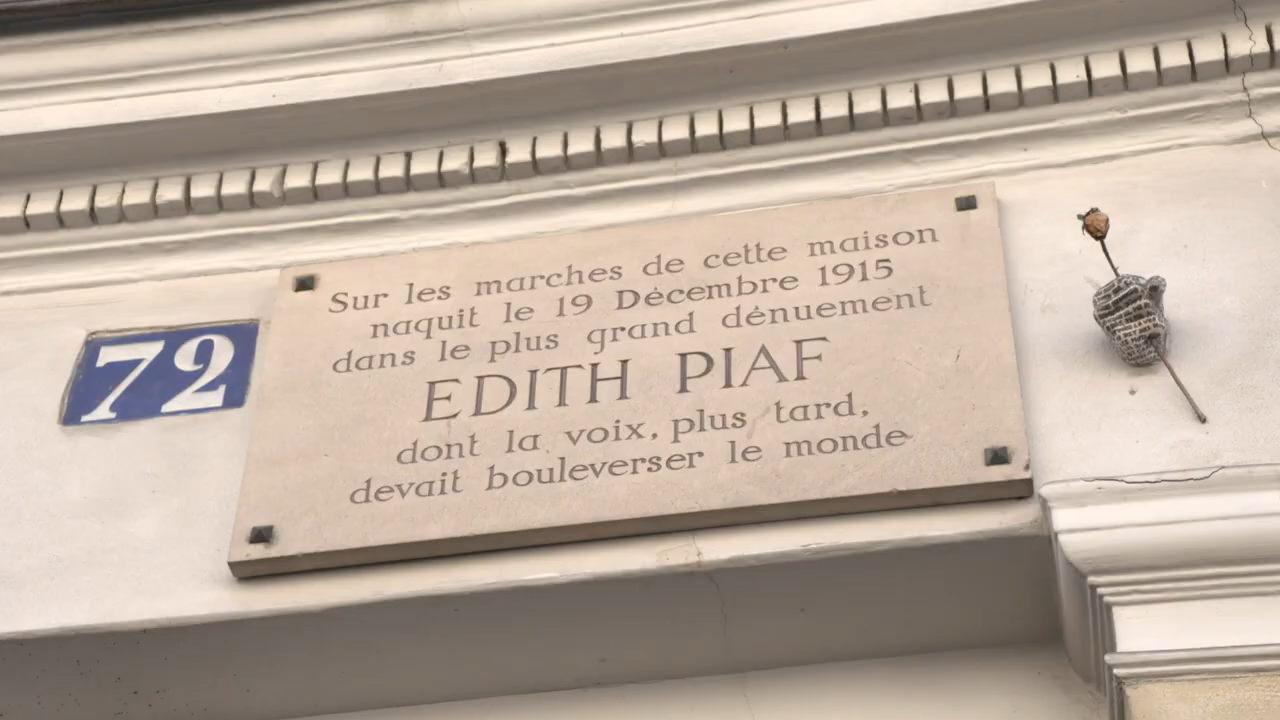 72
Sur les marches de cette maison
naquit le 19 Décembre 1915
dans le plus grand dénuement
EDITH PIAF
dont la voix, plus tard,
devait bouleverser le monde